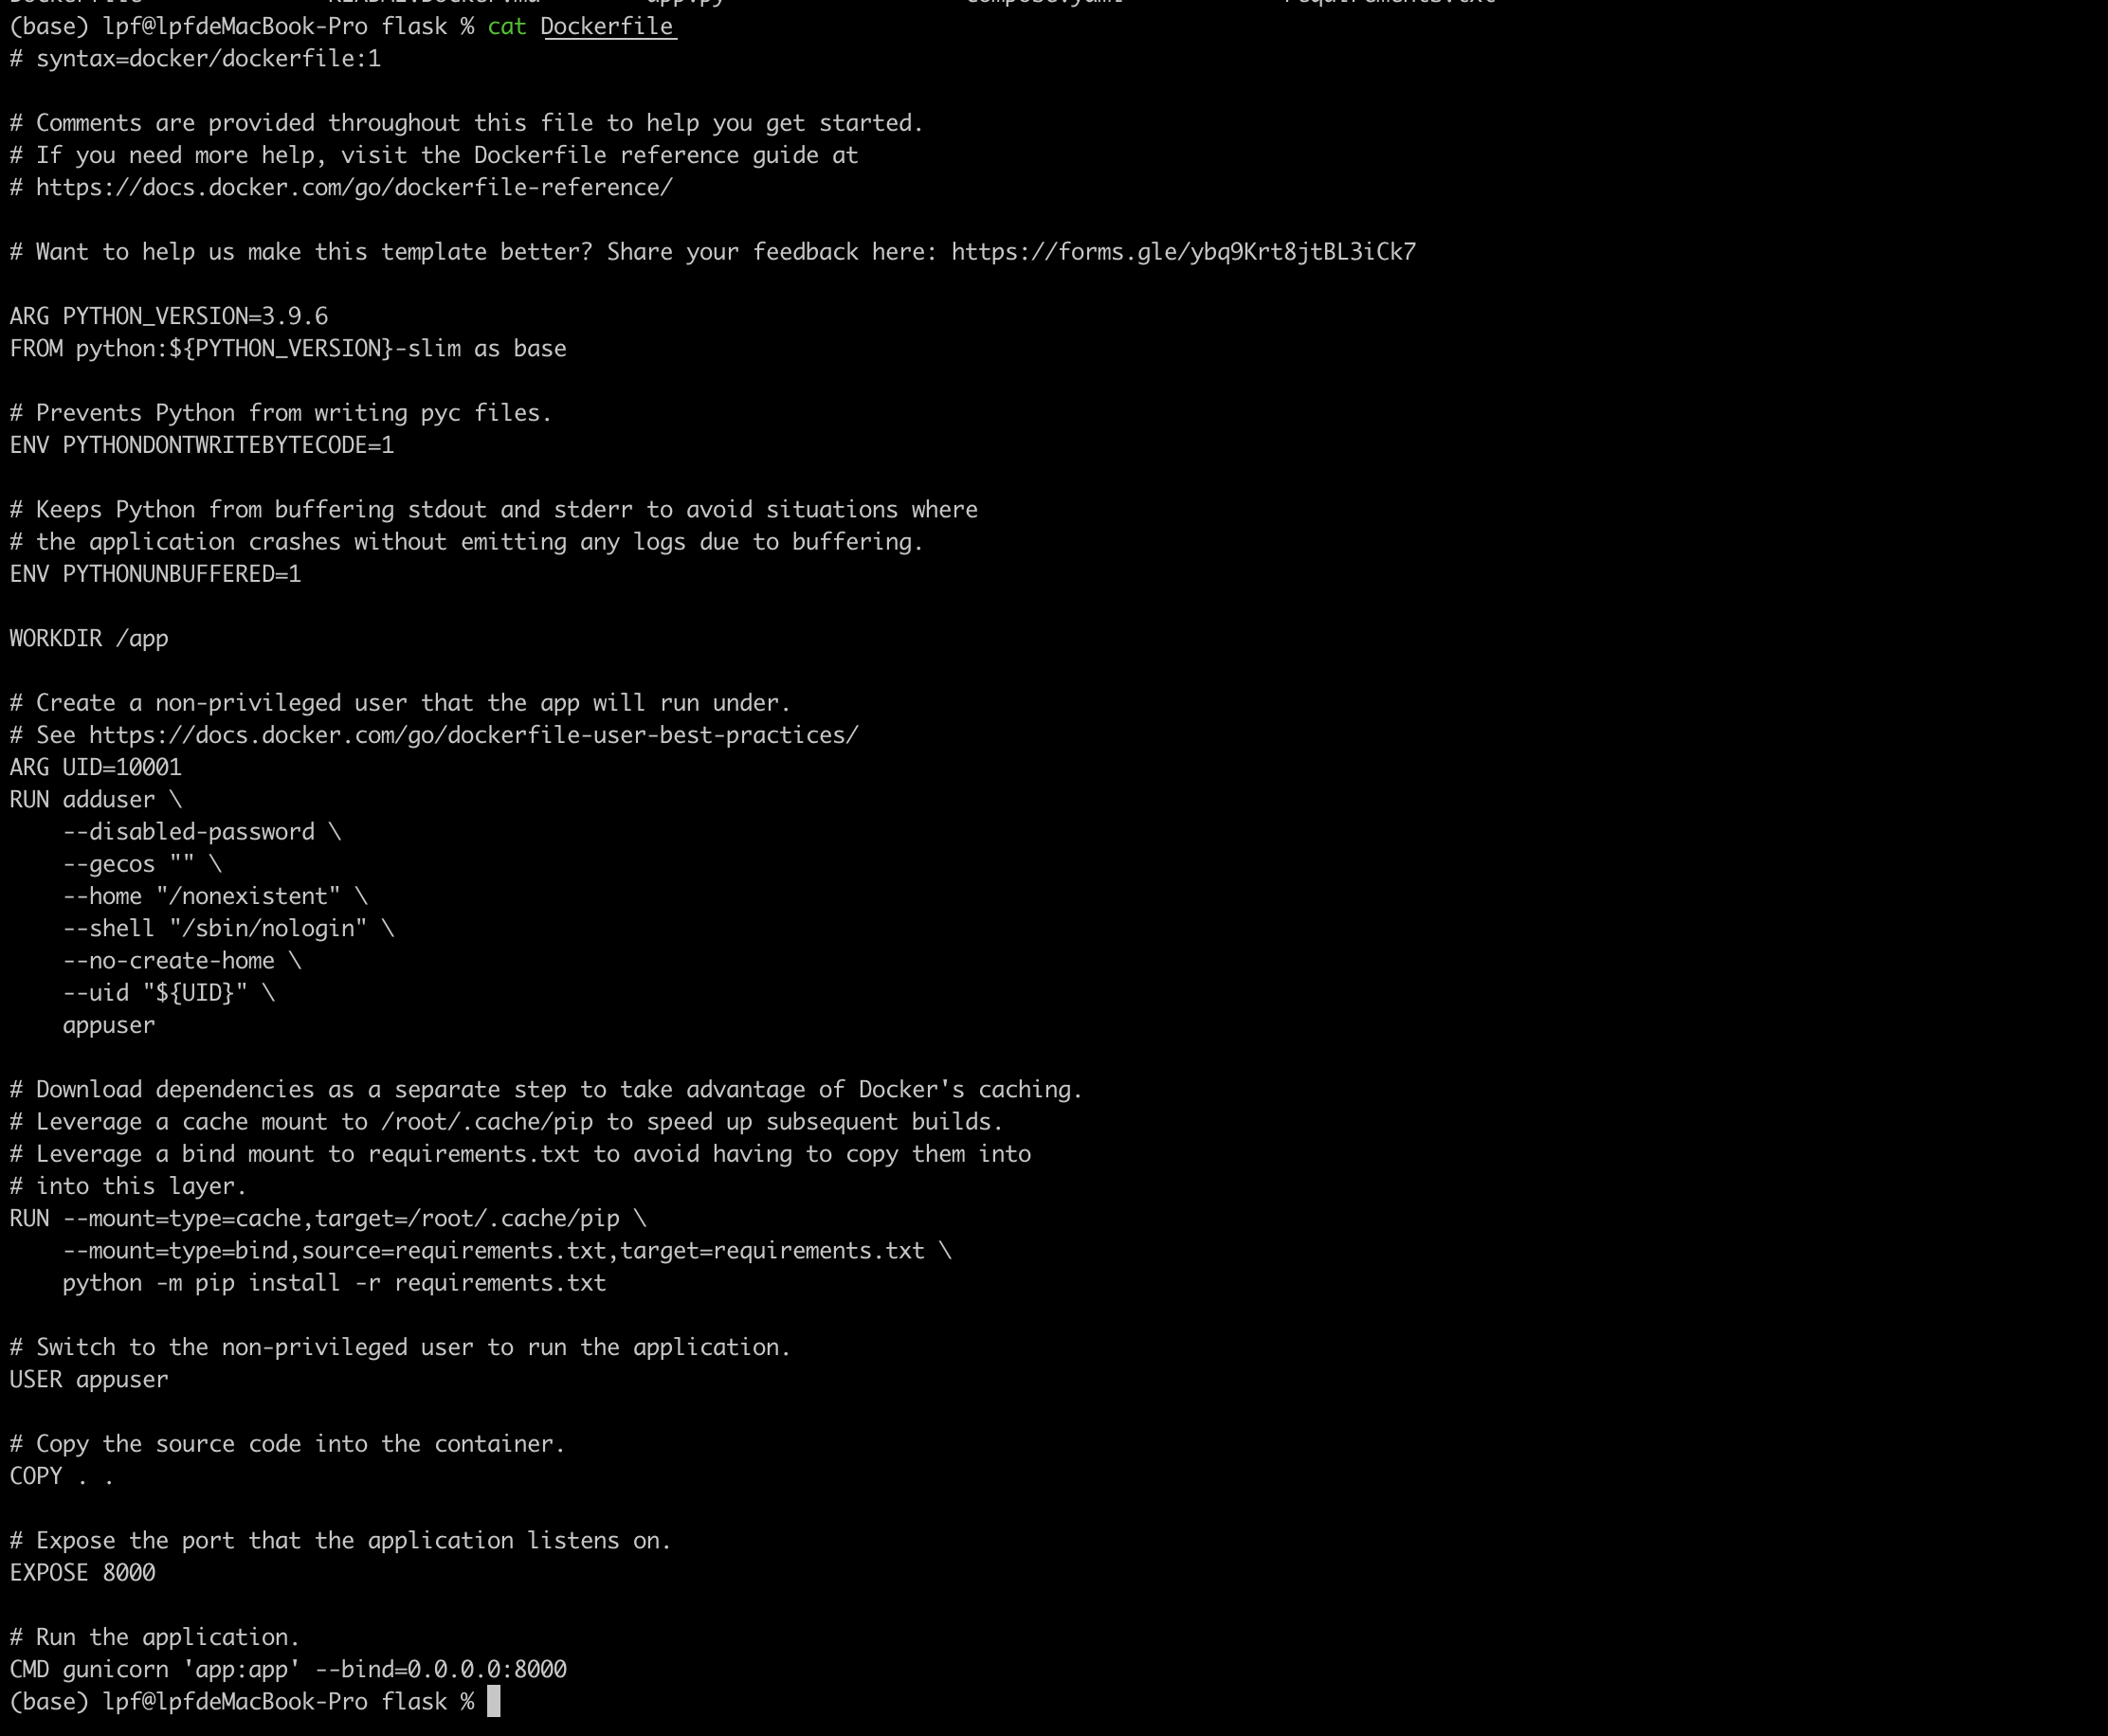 Dockerfile README.Docker.md app.py compose.yaml requirements.txt
(base) lpf@lpfdeMacBook-Pro flask % cat Dockerfile
# syntax=docker/dockerfile:1

# Comments are provided throughout this file to help you get started.
# If you need more help, visit the Dockerfile reference guide at
# https://docs.docker.com/go/dockerfile-reference/

# Want to help us make this template better? Share your feedback here: https://forms.gle/ybq9Krt8jtBL3iCk7

ARG PYTHON_VERSION=3.9.6
FROM python:${PYTHON_VERSION}-slim as base

# Prevents Python from writing pyc files.
ENV PYTHONDONTWRITEBYTECODE=1

# Keeps Python from buffering stdout and stderr to avoid situations where
# the application crashes without emitting any logs due to buffering.
ENV PYTHONUNBUFFERED=1

WORKDIR /app

# Create a non-privileged user that the app will run under.
# See https://docs.docker.com/go/dockerfile-user-best-practices/
ARG UID=10001
RUN adduser \
    --disabled-password \
    --gecos "" \
    --home "/nonexistent" \
    --shell "/sbin/nologin" \
    --no-create-home \
    --uid "${UID}" \
    appuser

# Download dependencies as a separate step to take advantage of Docker's caching.
# Leverage a cache mount to /root/.cache/pip to speed up subsequent builds.
# Leverage a bind mount to requirements.txt to avoid having to copy them into
# into this layer.
RUN --mount=type=cache,target=/root/.cache/pip \
    --mount=type=bind,source=requirements.txt,target=requirements.txt \
    python -m pip install -r requirements.txt

# Switch to the non-privileged user to run the application.
USER appuser

# Copy the source code into the container.
COPY . .

# Expose the port that the application listens on.
EXPOSE 8000

# Run the application.
CMD gunicorn 'app:app' --bind=0.0.0.0:8000
(base) lpf@lpfdeMacBook-Pro flask %